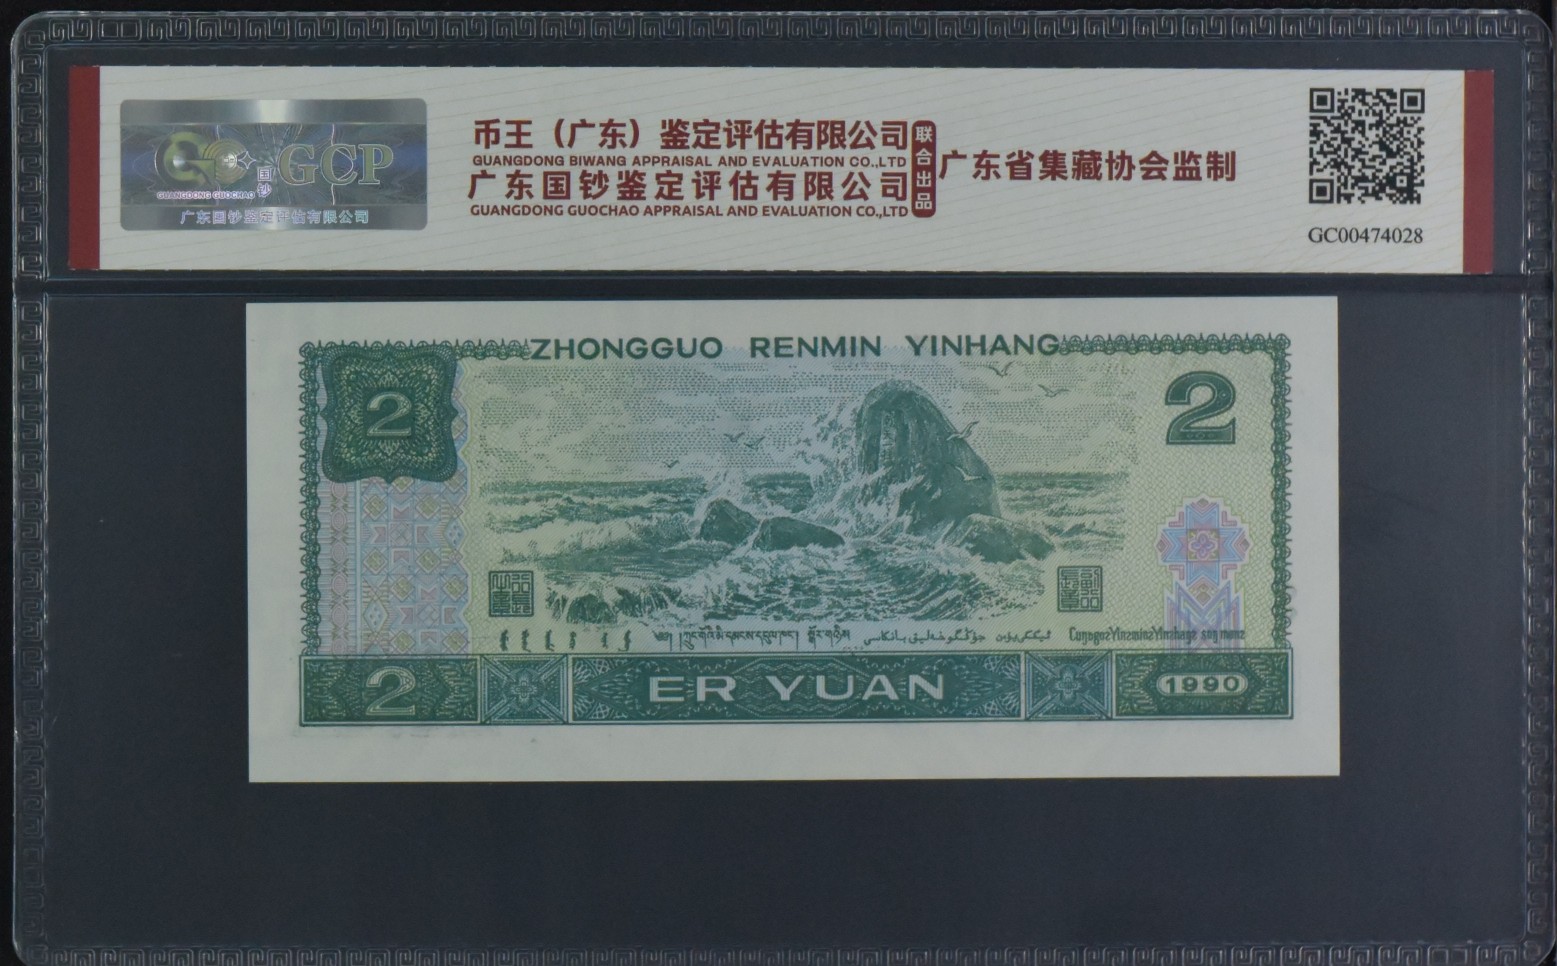 GCP
国钞
GUANGDONG GUOCHAO
广东国钞鉴定评估有限公司
币王（广东）鉴定评估有限公司
GUANGDONG BIWANG APPRAISAL AND EVALUATION CO.,LTD
广东国钞鉴定评估有限公司
GUANGDONG GUOCHAO APPRAISAL AND EVALUATION CO.,LTD
联合出品
广东省集藏协会监制
GC00474028
ZHONGGUO RENMIN YINHANG
2
2
2
ER YUAN
1990